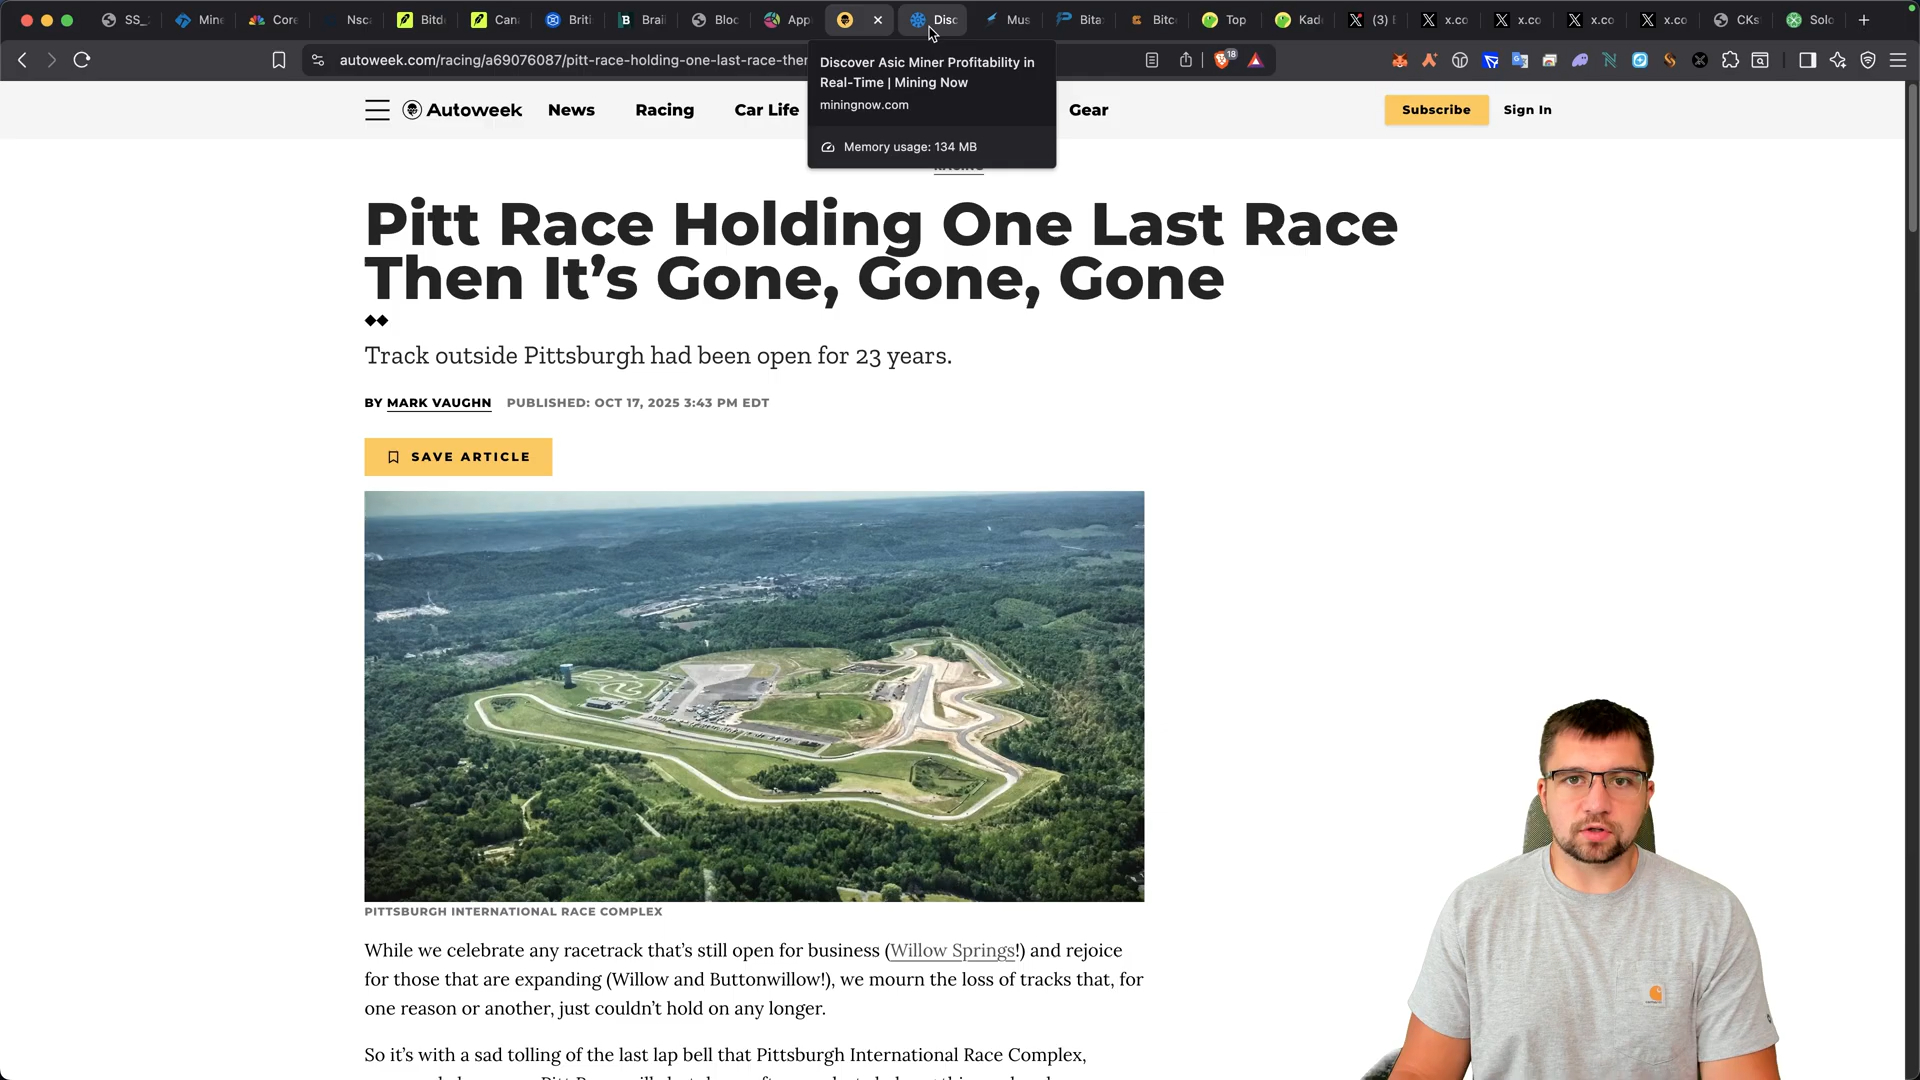 SS_
Mine
Core
Nsc
Bitd
Cana
Briti
Brai
Bloc
App
Disc
Mus
Bita
Bitc
Top
Kad
(3)
x.co
x.co
x.co
x.co
CKs
Solo
autoweek.com/racing/a69076087/pitt-race-holding-one-last-race-ther
18
Discover Asic Miner Profitability in
Real-Time | Mining Now
miningnow.com
Memory usage: 134 MB
Autoweek
News
Racing
Car Life
Gear
Subscribe
Sign In
RACING
Pitt Race Holding One Last Race
Then It’s Gone, Gone, Gone
Track outside Pittsburgh had been open for 23 years.
BY MARK VAUGHN PUBLISHED: OCT 17, 2025 3:43 PM EDT
SAVE ARTICLE
PITTSBURGH INTERNATIONAL RACE COMPLEX
While we celebrate any racetrack that’s still open for business (Willow Springs!) and rejoice
for those that are expanding (Willow and Buttonwillow!), we mourn the loss of tracks that, for
one reason or another, just couldn’t hold on any longer.
So it’s with a sad tolling of the last lap bell that Pittsburgh International Race Complex,